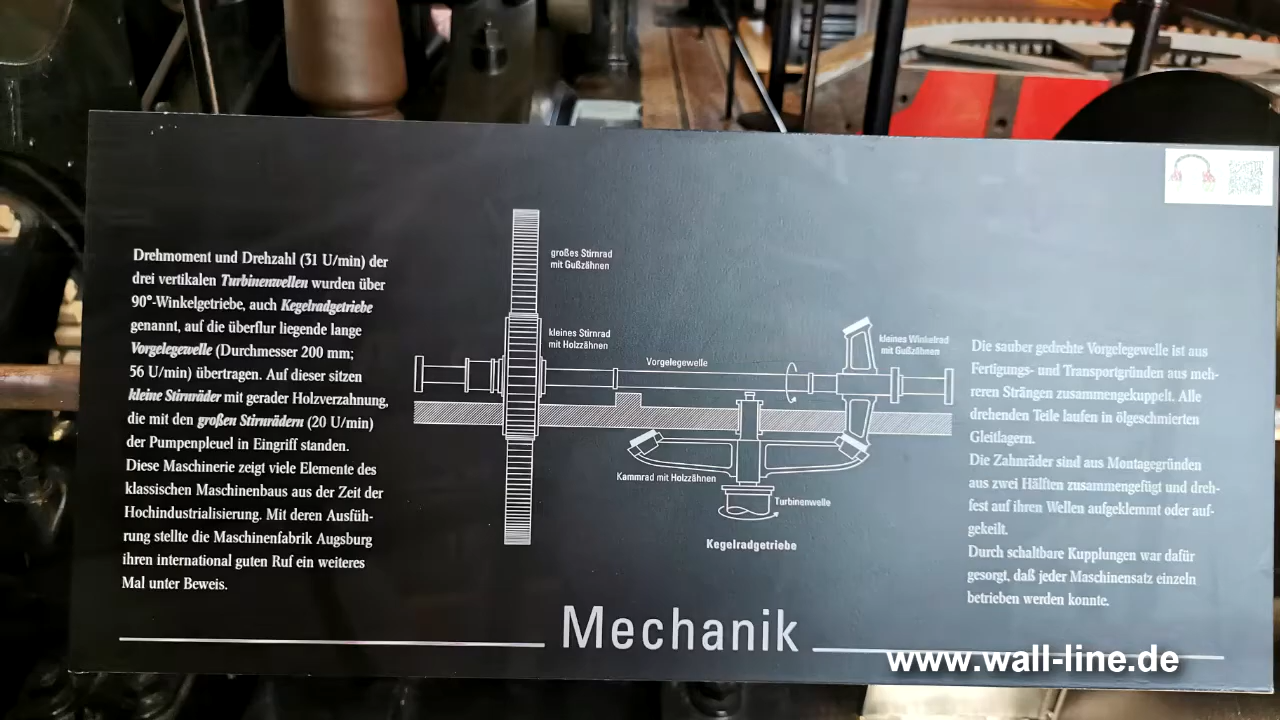 Drehmoment und Drehzahl (31 U/min) der
drei vertikalen Turbinenwellen wurden über
90°-Winkelgetriebe, auch Kegelradgetriebe
genannt, auf die überflur liegende lange
Vorgelegewelle (Durchmesser 200 mm;
56 U/min) übertragen. Auf dieser sitzen
kleine Stirnräder mit gerader Holzverzahnung,
die mit den großen Stirnrädern (20 U/min)
der Pumpenpleuel in Eingriff standen.
Diese Maschinerie zeigt viele Elemente des
klassischen Maschinenbaus aus der Zeit der
Hochindustrialisierung. Mit deren Ausfüh-
rung stellte die Maschinenfabrik Augsburg
ihren international guten Ruf ein weiteres
Mal unter Beweis.
großes Stirnrad
mit Gußzähnen
kleines Stirnrad
mit Holzzähnen
Vorgelegewelle
kleines Winkelrad
mit Gußzähnen
Kammrad mit Holzzähnen
Turbinenwelle
Kegelradgetriebe
Die sauber gedrehte Vorgelegewelle ist aus
Fertigungs- und Transportgründen aus meh-
reren Strängen zusammengekuppelt. Alle
drehenden Teile laufen in ölgeschmierten
Gleitlagern.
Die Zahnräder sind aus Montagegründen
aus zwei Hälften zusammengefügt und dreh-
fest auf ihren Wellen aufgeklemmt oder auf-
gekeilt.
Durch schaltbare Kupplungen war dafür
gesorgt, daß jeder Maschinensatz einzeln
betrieben werden konnte.
Mechanik
www.wall-line.de